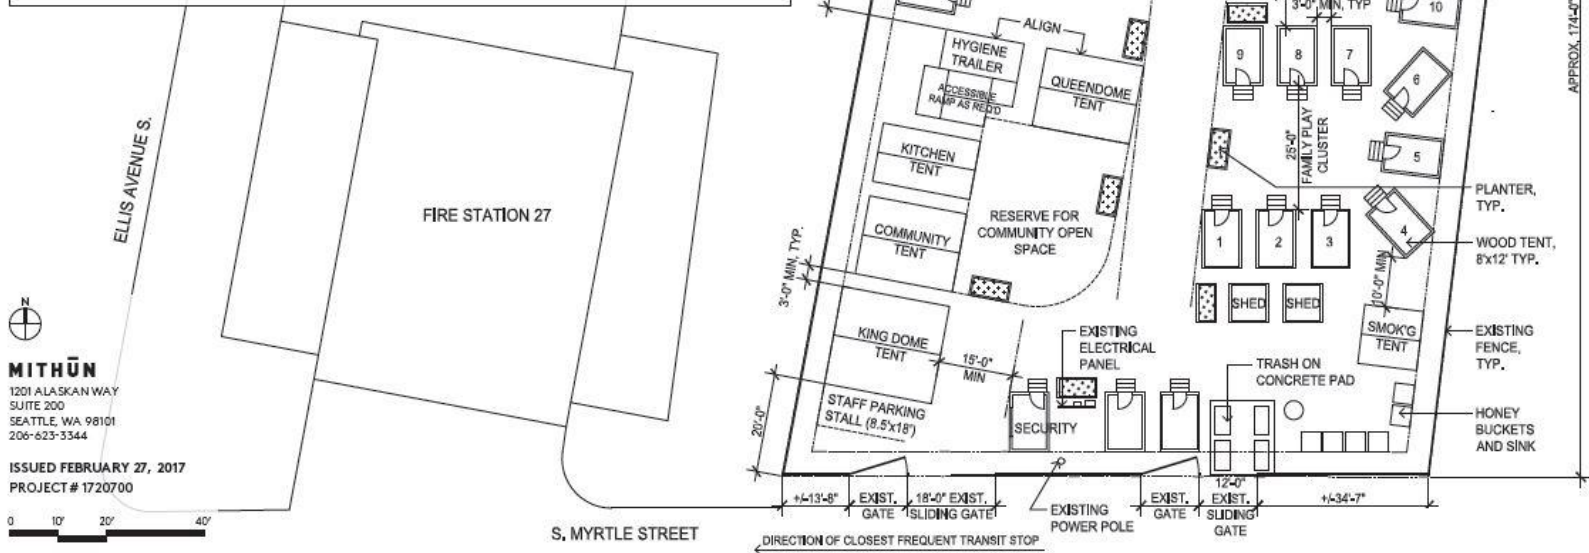 ELLIS AVENUE S.
FIRE STATION 27
N
MITHŪN
1201 ALASKAN WAY
SUITE 200
SEATTLE, WA 98101
206-623-3344
ISSUED FEBRUARY 27, 2017
PROJECT # 1720700
0 10' 20' 40'
S. MYRTLE STREET
ALIGN
HYGIENE
TRAILER
ACCESSIBLE
RAMP AS REQ'D
QUEENDOME
TENT
KITCHEN
TENT
COMMUNITY
TENT
RESERVE FOR
COMMUNITY OPEN
SPACE
3'-0" MIN, TYP.
KING DOME
TENT
15'-0"
MIN
STAFF PARKING
STALL (8.5'x18')
20'-0"
EXISTING
ELECTRICAL
PANEL
SECURITY
3'-0" MIN, TYP
10
9
8
7
6
25'-0"
FAMILY PLAY
CLUSTER
5
4
1
2
3
SHED
SHED
10'-0" MIN
SMOK'G
TENT
TRASH ON
CONCRETE PAD
APPROX, 174'-0"
PLANTER,
TYP.
WOOD TENT,
8'x12' TYP.
EXISTING
FENCE,
TYP.
HONEY
BUCKETS
AND SINK
+/-13'-8"
EXIST.
GATE
18'-0" EXIST.
SLIDING GATE
EXISTING
POWER POLE
EXIST.
GATE
12'-0"
EXIST.
SLIDING
GATE
+/-34'-7"
DIRECTION OF CLOSEST FREQUENT TRANSIT STOP